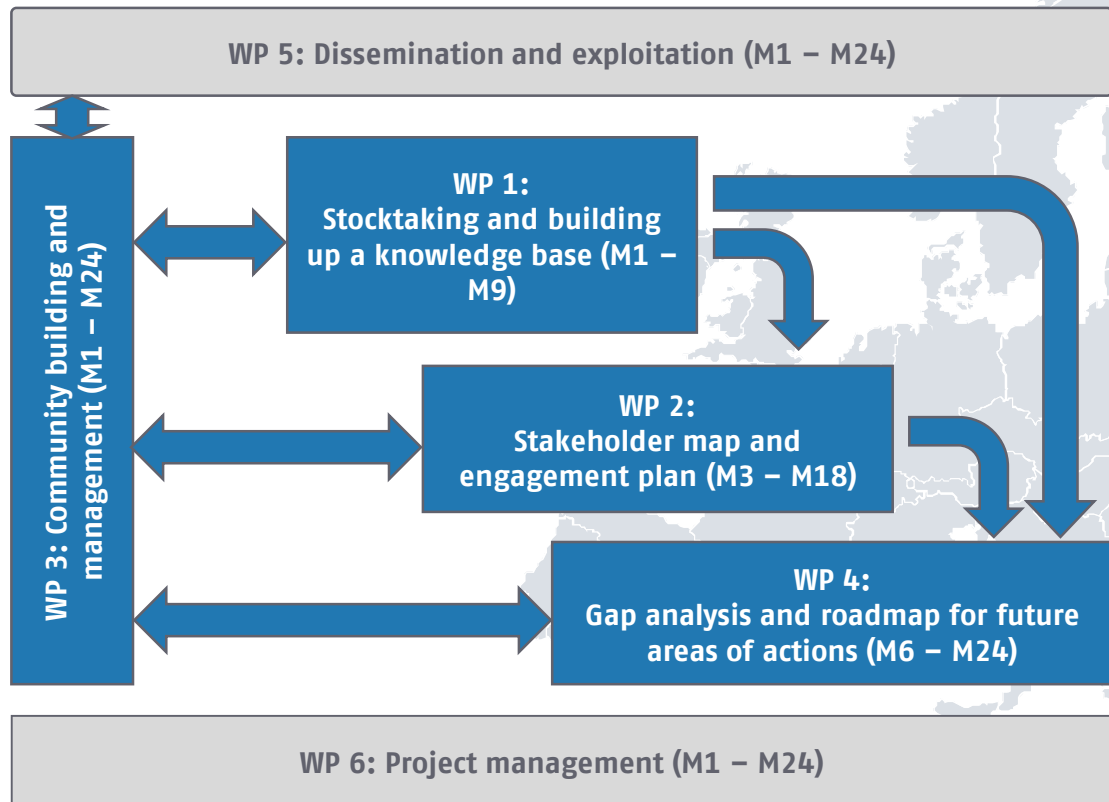 WP 5: Dissemination and exploitation (M1 – M24)
WP 3: Community building and
management (M1 – M24)
WP 1:
Stocktaking and building
up a knowledge base (M1 –
M9)
WP 2:
Stakeholder map and
engagement plan (M3 – M18)
WP 4:
Gap analysis and roadmap for future
areas of actions (M6 – M24)
WP 6: Project management (M1 – M24)